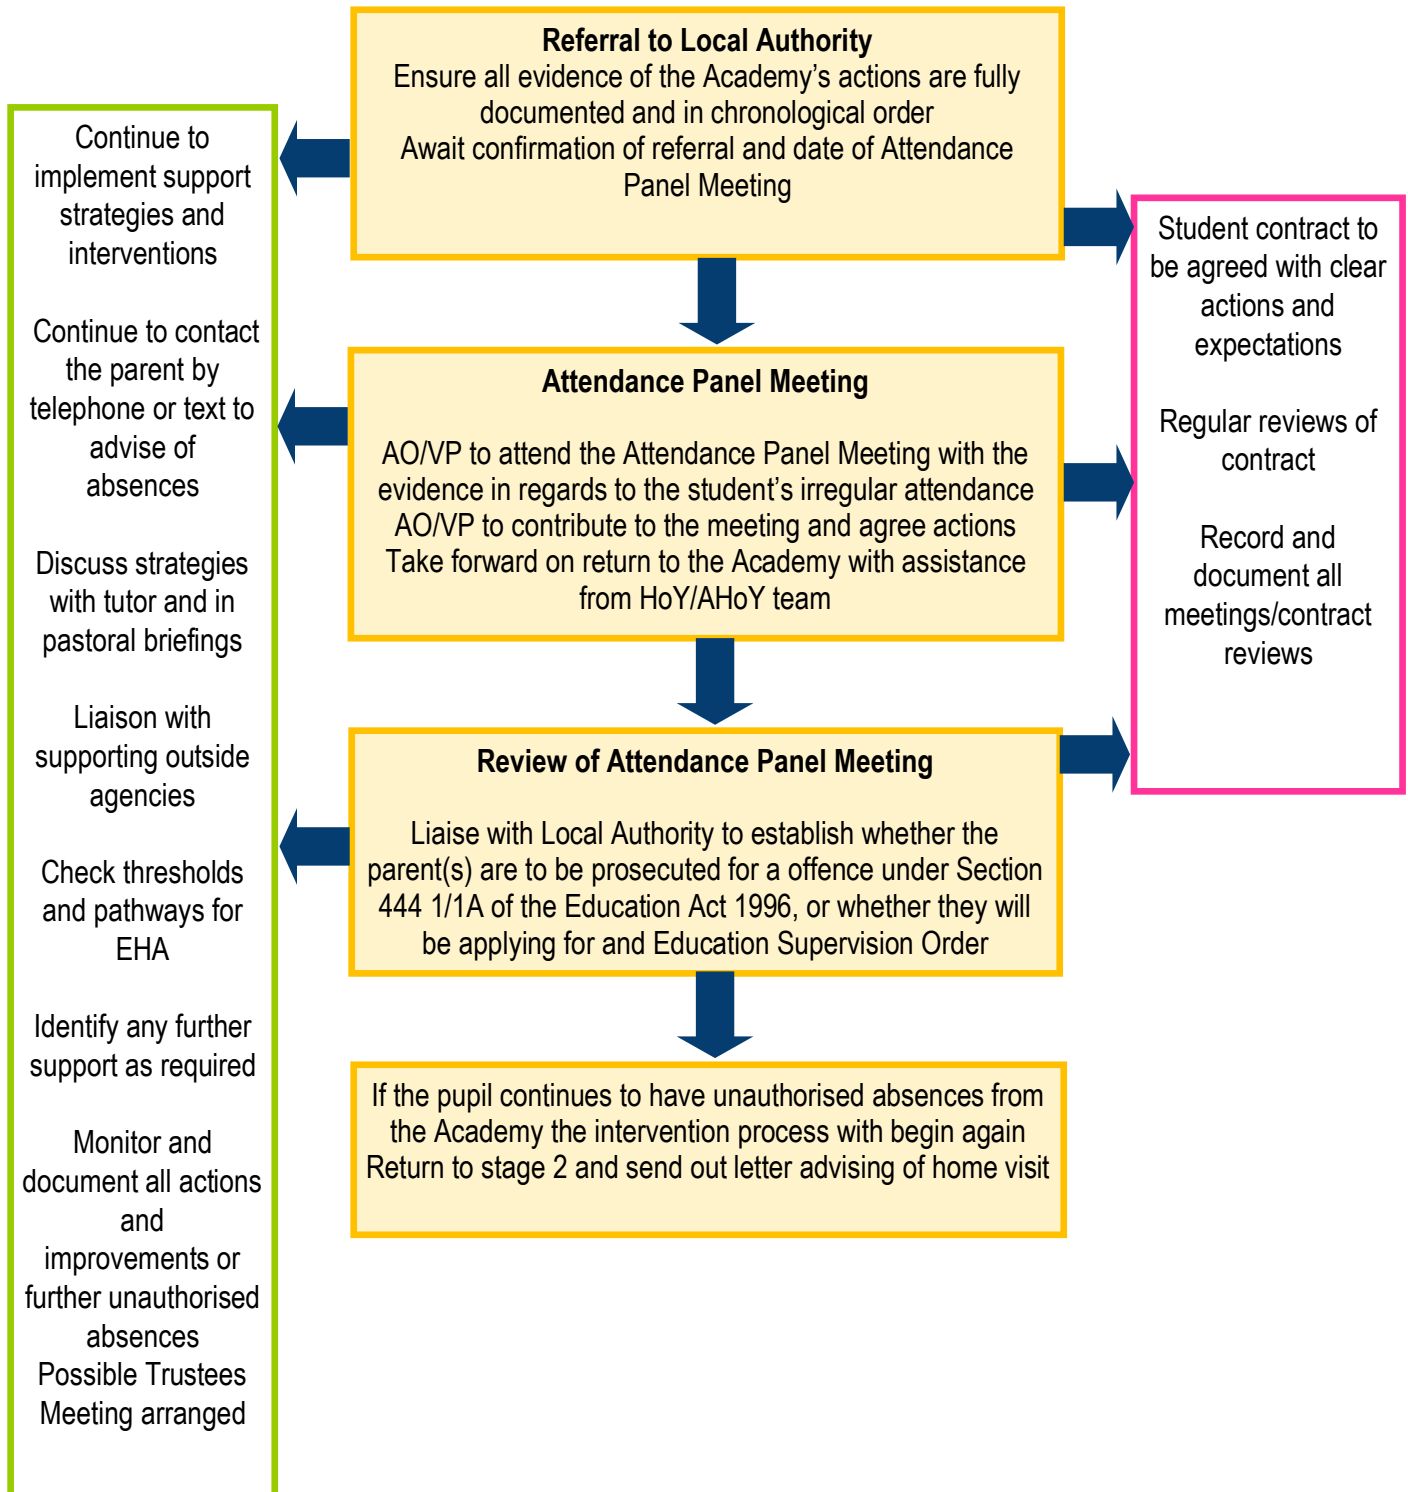 Referral to Local Authority
Ensure all evidence of the Academy’s actions are fully
documented and in chronological order
Await confirmation of referral and date of Attendance
Panel Meeting
Continue to
implement support
strategies and
interventions
Continue to contact
the parent by
telephone or text to
advise of
absences
Discuss strategies
with tutor and in
pastoral briefings
Liaison with
supporting outside
agencies
Check thresholds
and pathways for
EHA
Identify any further
support as required
Monitor and
document all actions
and
improvements or
further unauthorised
absences
Possible Trustees
Meeting arranged
Student contract to
be agreed with clear
actions and
expectations
Regular reviews of
contract
Record and
document all
meetings/contract
reviews
Attendance Panel Meeting
AO/VP to attend the Attendance Panel Meeting with the
evidence in regards to the student’s irregular attendance
AO/VP to contribute to the meeting and agree actions
Take forward on return to the Academy with assistance
from HoY/AHoY team
Review of Attendance Panel Meeting
Liaise with Local Authority to establish whether the
parent(s) are to be prosecuted for a offence under Section
444 1/1A of the Education Act 1996, or whether they will
be applying for and Education Supervision Order
If the pupil continues to have unauthorised absences from
the Academy the intervention process with begin again
Return to stage 2 and send out letter advising of home visit